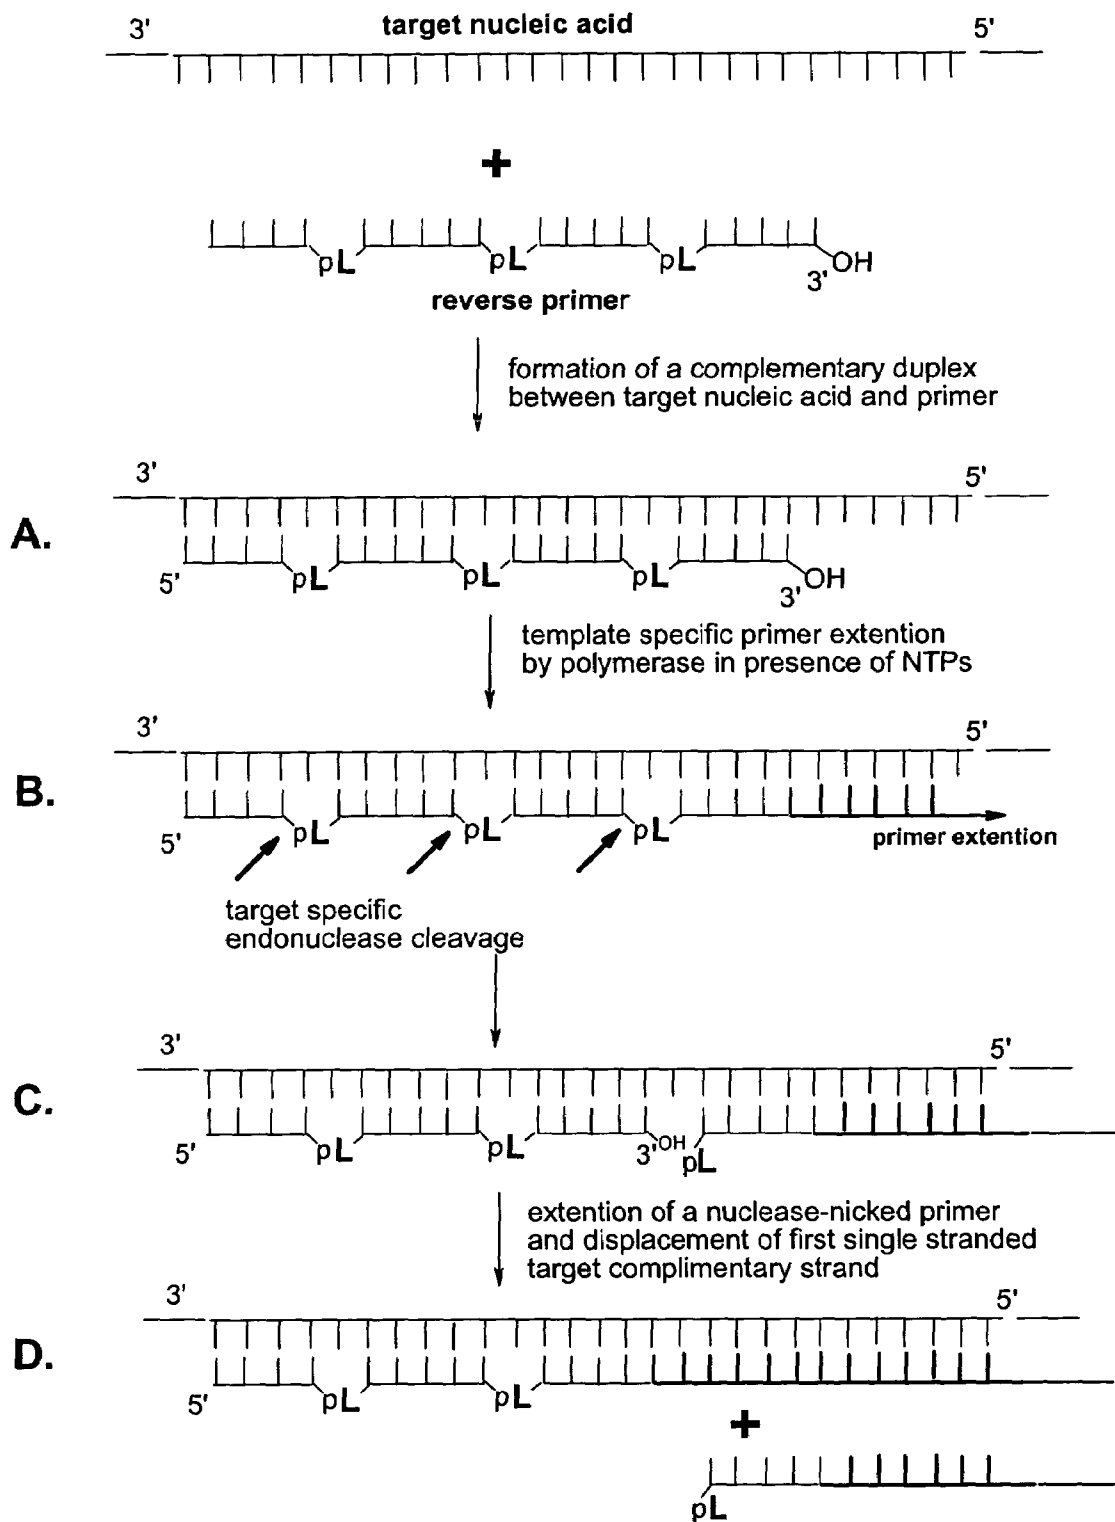 3' target nucleic acid 5'
+
pL pL pL 3' OH
reverse primer
formation of a complementary duplex
between target nucleic acid and primer
3' 5'
A.
5' pL pL pL 3' OH
template specific primer extention
by polymerase in presence of NTPs
3' 5'
B.
5' pL pL pL primer extention
target specific
endonuclease cleavage
3' 5'
C.
5' pL pL 3' OH pL
extention of a nuclease-nicked primer
and displacement of first single stranded
target complimentary strand
3' 5'
D.
5' pL pL
+
pL